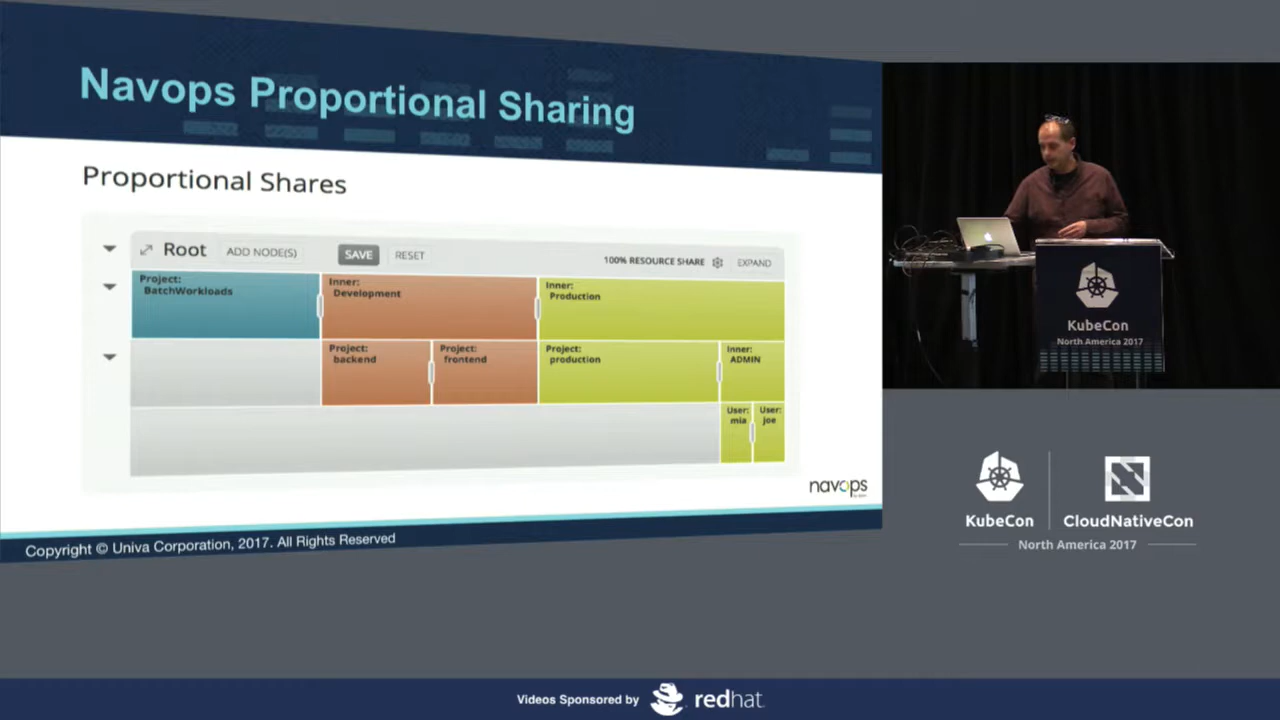 Navops Proportional Sharing
Proportional Shares
Root
ADD NODE(S)
SAVE
RESET
100% RESOURCE SHARE
EXPAND
Project:
BatchWorkloads
Inner:
Development
Inner:
Production
Project:
backend
Project:
frontend
Project:
production
Inner:
ADMIN
User:
mia
User:
joe
navops
Copyright © Univa Corporation, 2017. All Rights Reserved
KubeCon
North America 2017
KubeCon
CloudNativeCon
North America 2017
Videos Sponsored by
redhat.